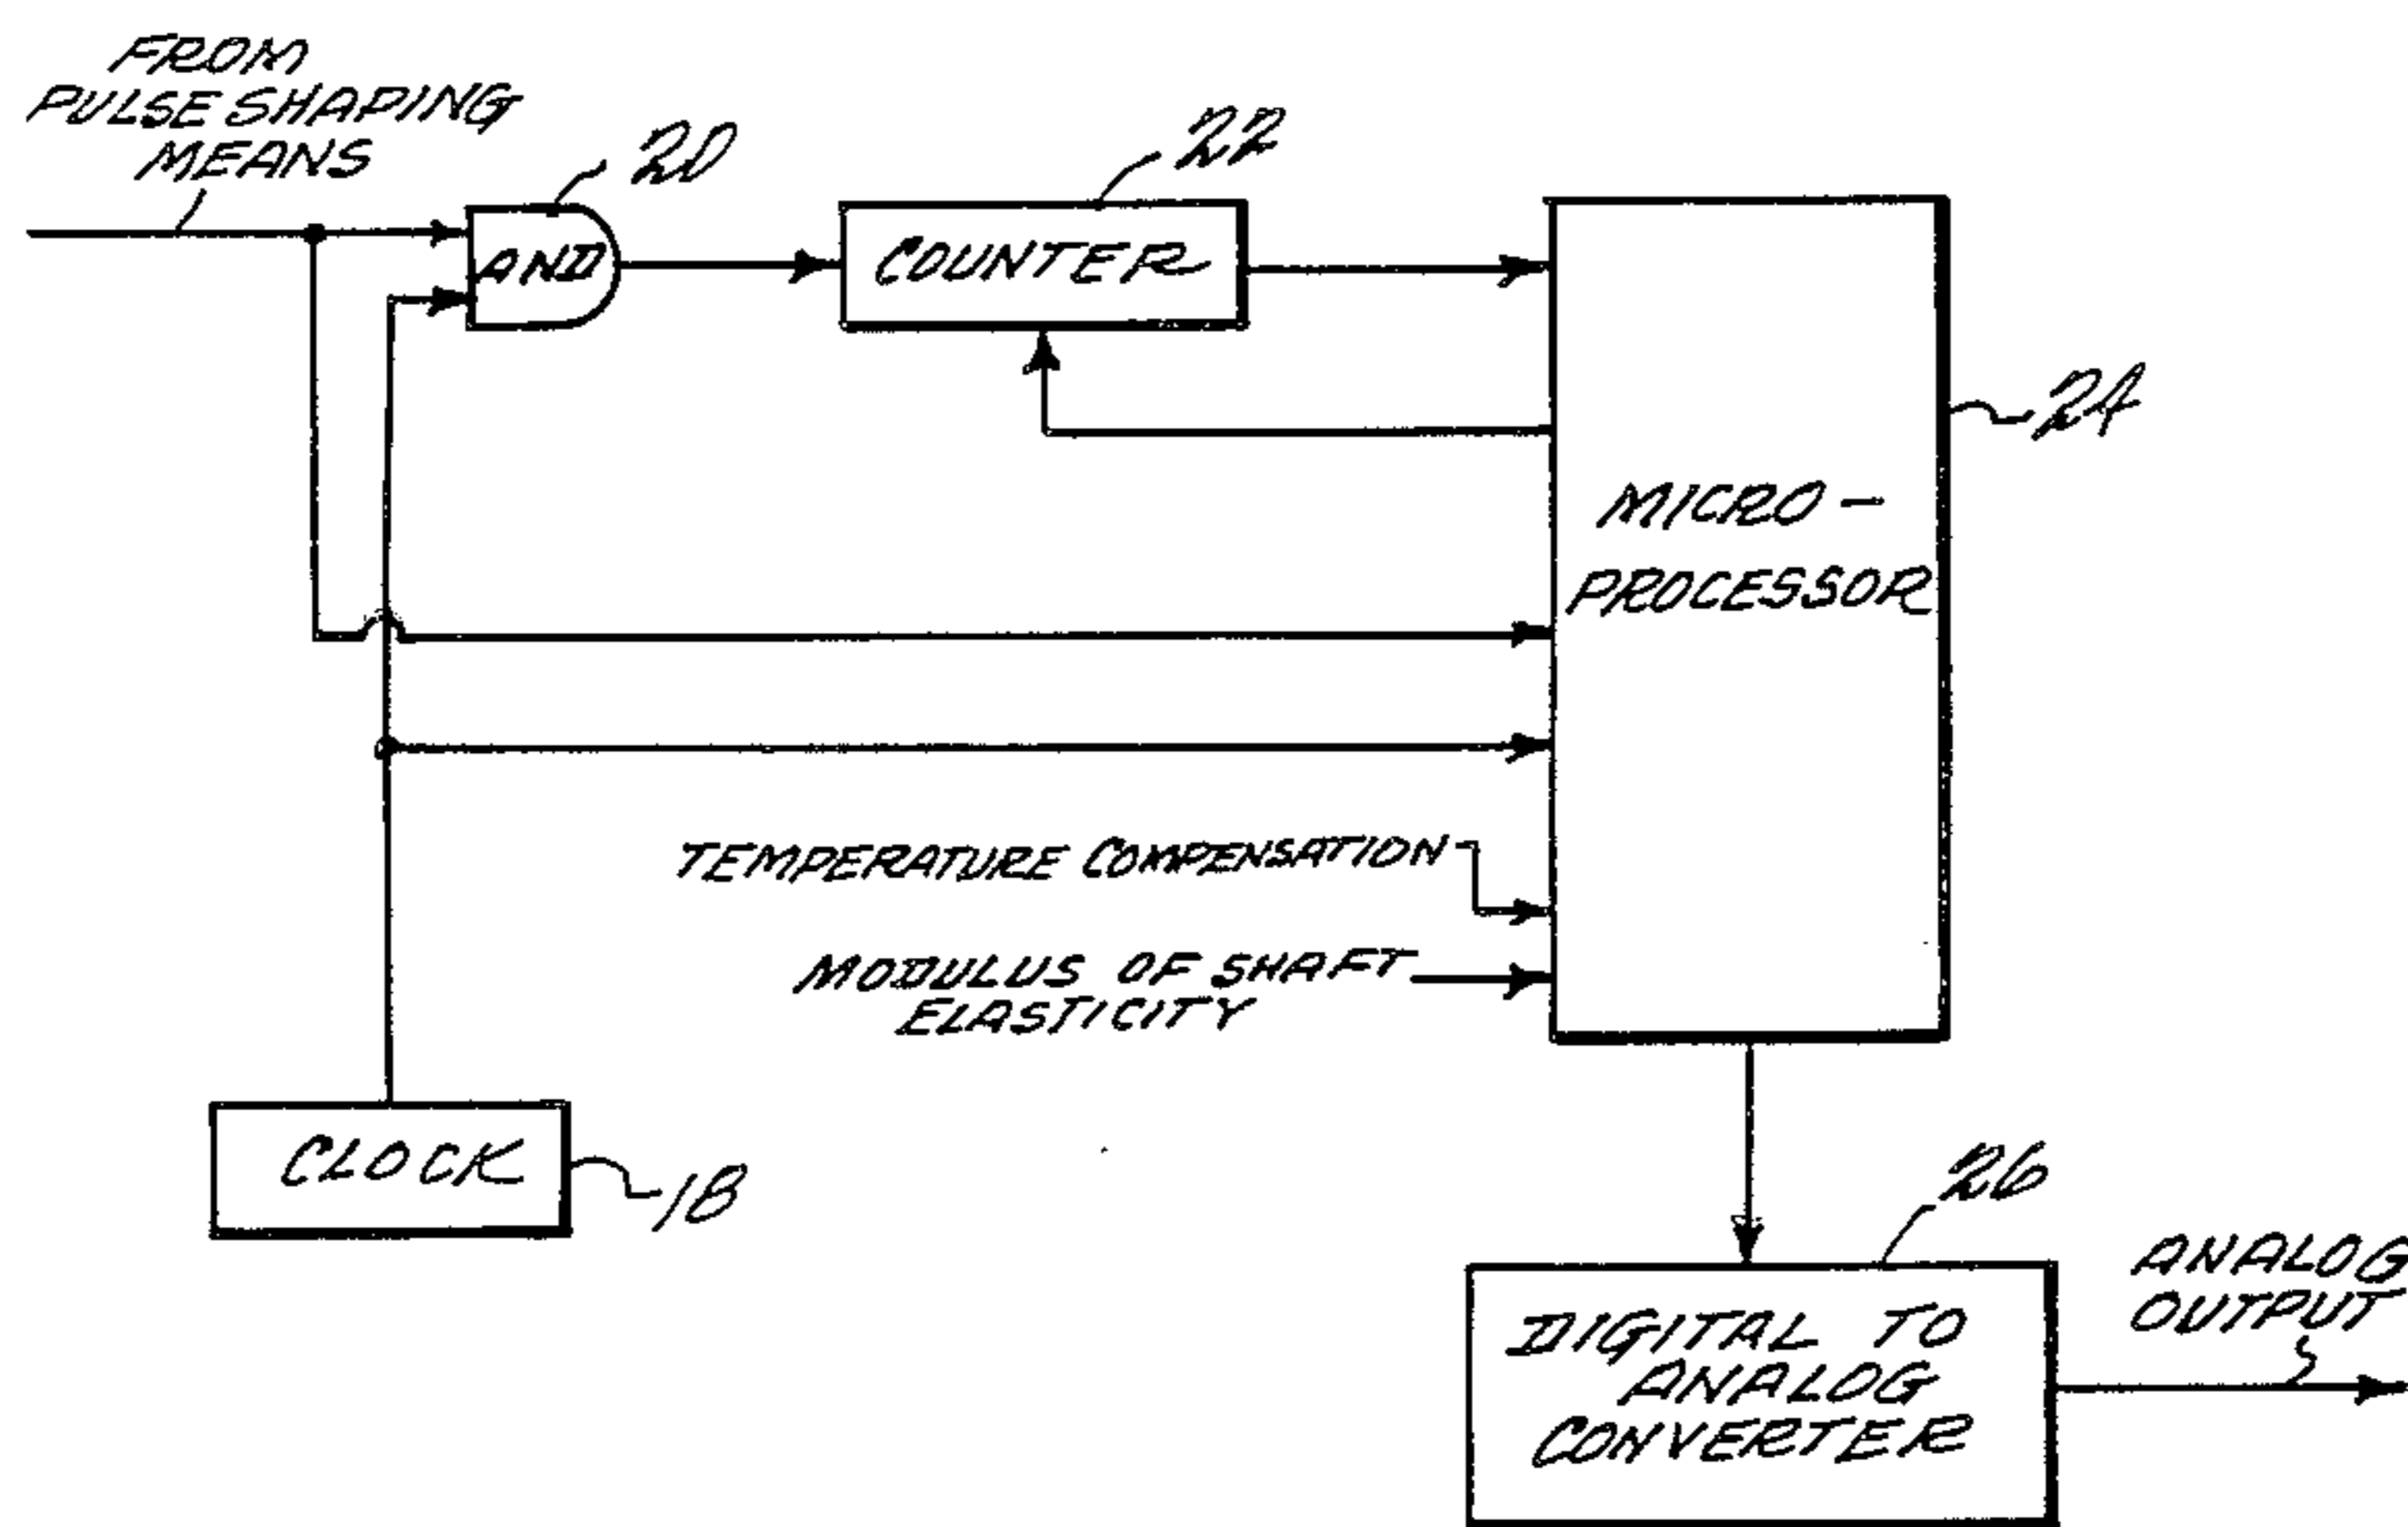 FROM
PULSE SHAPING
MEANS
20
22
AND
COUNTER
24
MICRO-
PROCESSOR
TEMPERATURE COMPENSATION
MODULUS OF SHAFT
ELASTICITY
CLOCK
18
26
DIGITAL TO
ANALOG
CONVERTER
ANALOG
OUTPUT